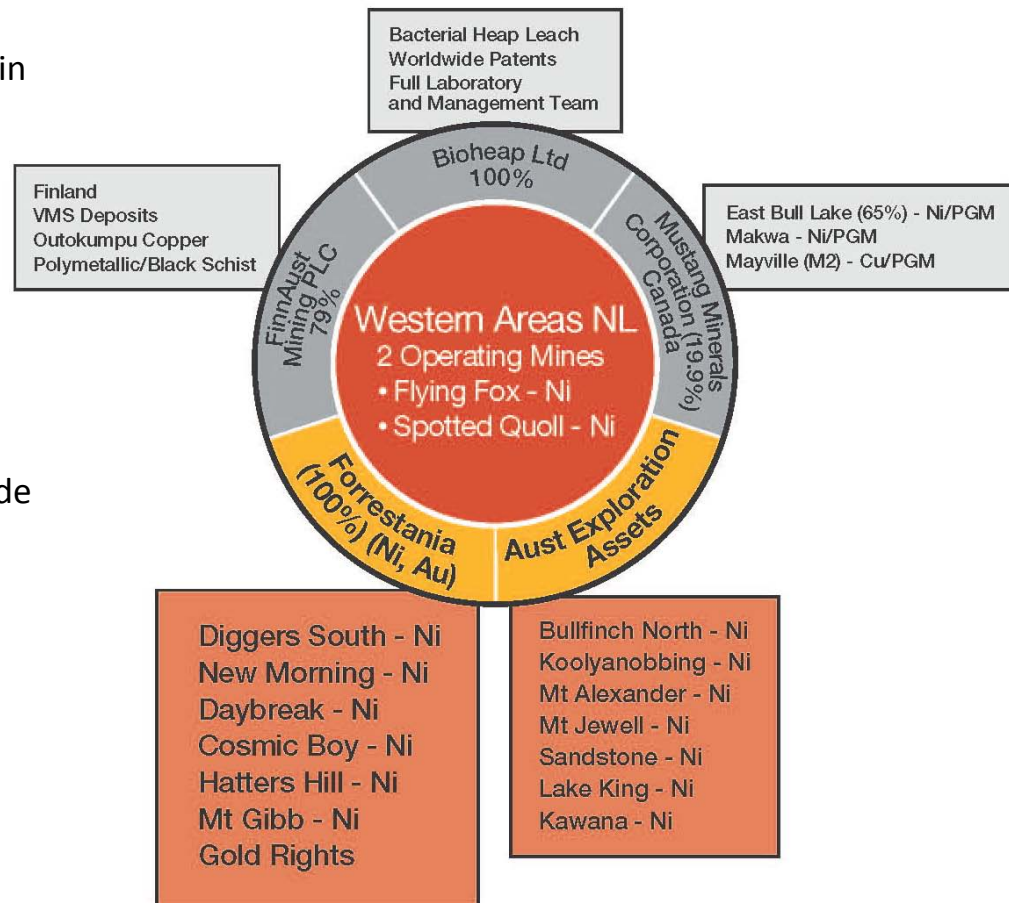 in
de
Bacterial Heap Leach
Worldwide Patents
Full Laboratory
and Management Team
Finland
VMS Deposits
Outokumpu Copper
Polymetallic/Black Schist
East Bull Lake (65%) - Ni/PGM
Makwa - Ni/PGM
Mayville (M2) - Cu/PGM
Bioheap Ltd
100%
FinnAust
Mining PLC
79%
Mustang Minerals
Corporation (19.9%)
Canada
Western Areas NL
2 Operating Mines
• Flying Fox - Ni
• Spotted Quoll - Ni
Forrestania
(100%) (Ni, Au)
Aust Exploration
Assets
Diggers South - Ni
New Morning - Ni
Daybreak - Ni
Cosmic Boy - Ni
Hatters Hill - Ni
Mt Gibb - Ni
Gold Rights
Bullfinch North - Ni
Koolyanobbing - Ni
Mt Alexander - Ni
Mt Jewell - Ni
Sandstone - Ni
Lake King - Ni
Kawana - Ni